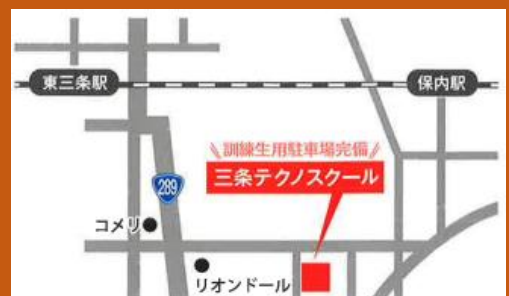 東三条駅
保内駅
訓練生用駐車場完備
三条テクノスクール
289
コメリ
リオンドール